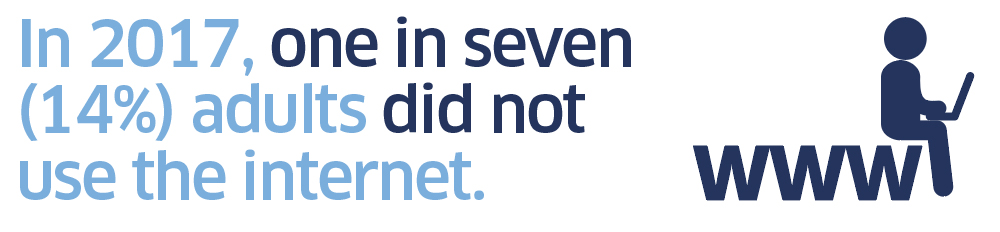 In 2017, one in seven
(14%) adults did not
use the internet.
www